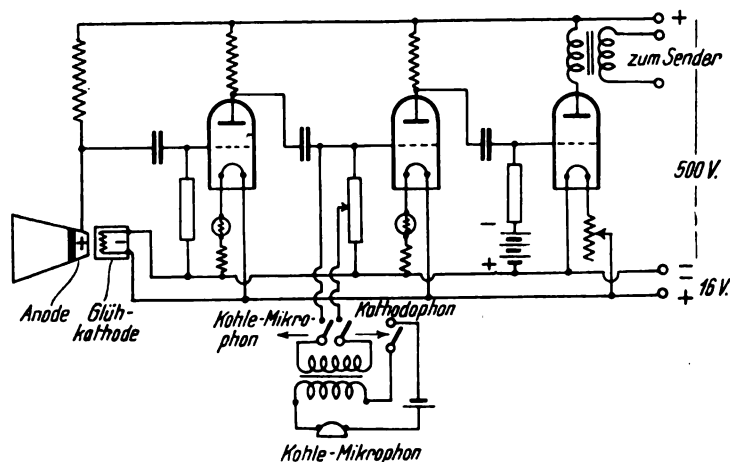 +
zum Sender
500 V.
−
+
−
+
16 V.
+
Anode
Glüh-
kathode
Kohle-Mikro-
phon
Kathodophon
Kohle-Mikrophon